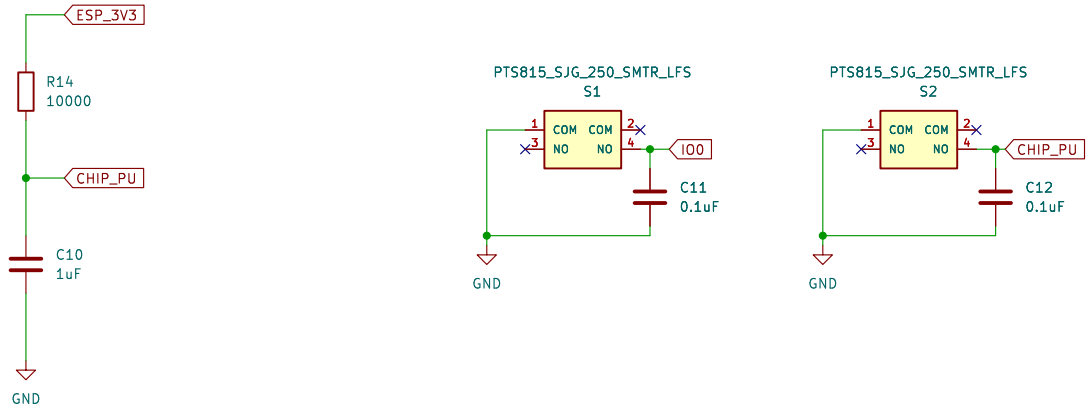 ESP_3V3
R14
10000
CHIP_PU
C10
1uF
GND
PTS815_SJG_250_SMTR_LFS
S1
1 COM COM 2
3 NO NO 4
IO0
C11
0.1uF
GND
PTS815_SJG_250_SMTR_LFS
S2
1 COM COM 2
3 NO NO 4
CHIP_PU
C12
0.1uF
GND